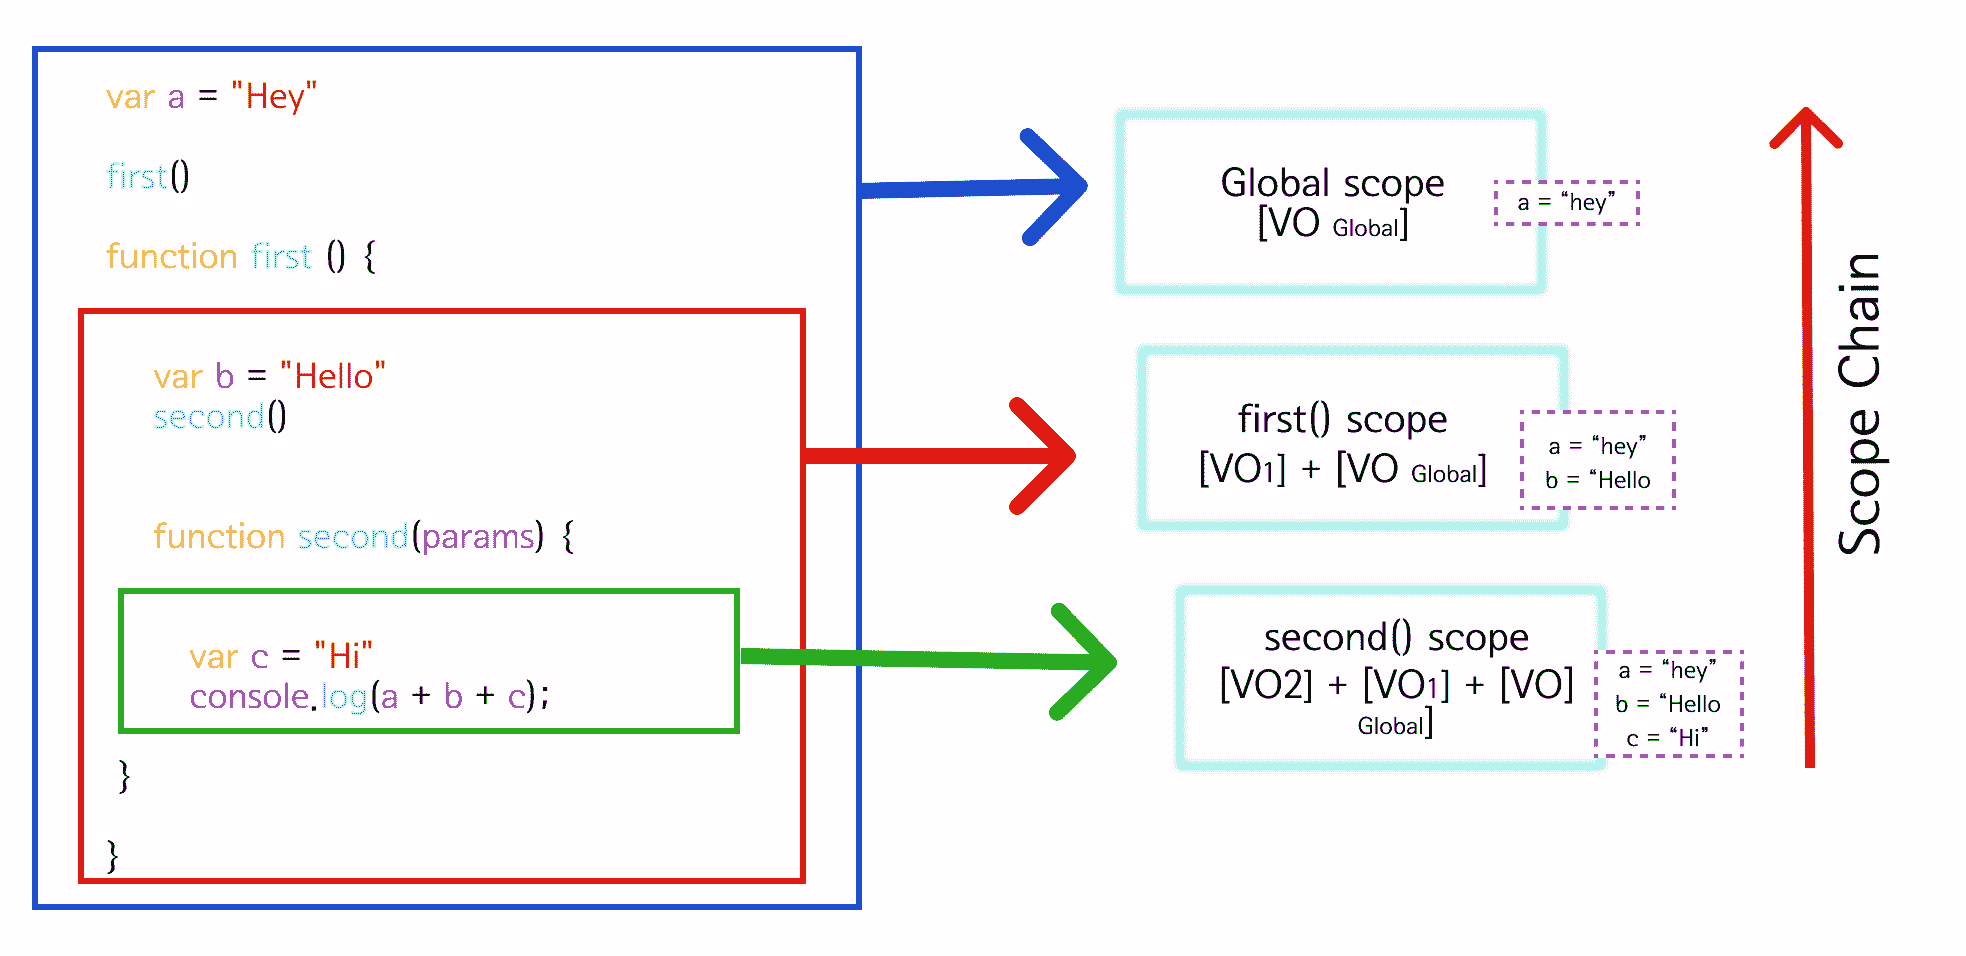 var a = "Hey"
first()
function first () {
var b = "Hello"
second()
function second(params) {
var c = "Hi"
console.log(a + b + c);
}
}
Global scope
[VO Global]
a = “hey”
first() scope
[VO1] + [VO Global]
a = “hey”
b = “Hello
second() scope
[VO2] + [VO1] + [VO]
Global]
a = “hey”
b = “Hello
c = “Hi”
Scope Chain